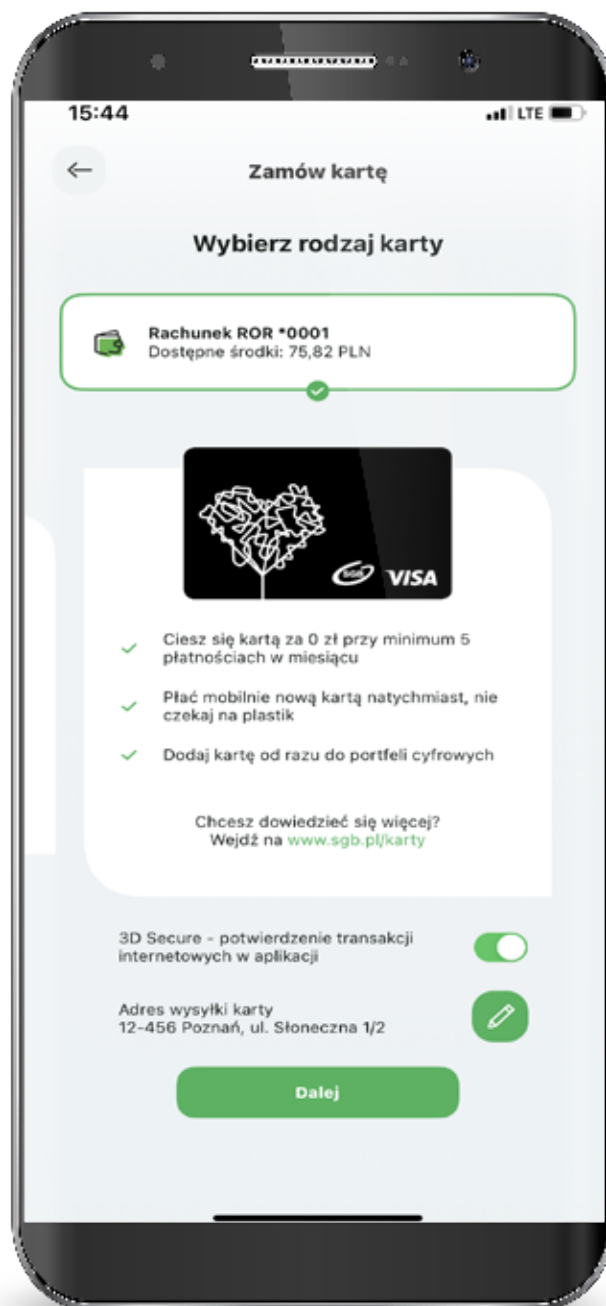 15:44
LTE
Zamów kartę
Wybierz rodzaj karty
Rachunek ROR *0001
Dostępne środki: 75,82 PLN
SGB VISA
Ciesz się kartą za 0 zł przy minimum 5
płatnościach w miesiącu
Płać mobilnie nową kartą natychmiast, nie
czekaj na plastik
Dodaj kartę od razu do portfeli cyfrowych
Chcesz dowiedzieć się więcej?
Wejdź na www.sgb.pl/karty
3D Secure - potwierdzenie transakcji
internetowych w aplikacji
Adres wysyłki karty
12-456 Poznań, ul. Słoneczna 1/2
Dalej